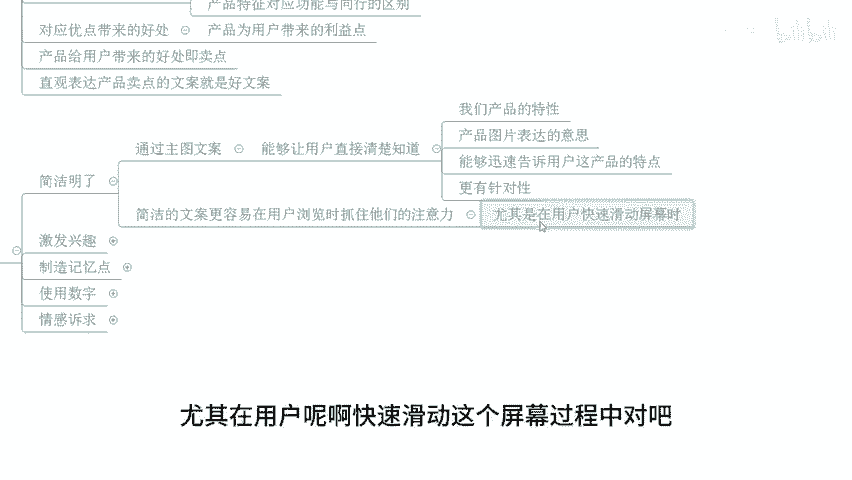 产品特征对应功能与同行的区别
对应优点带来的好处
产品为用户带来的利益点
产品给用户带来的好处即卖点
直观表达产品卖点的文案就是好文案
我们产品的特性
产品图片表达的意思
通过主图文案
能够让用户直接清楚知道
能够迅速告诉用户这产品的特点
简洁明了
更有针对性
简洁的文案更容易在用户浏览时抓住他们的注意力
尤其是在用户快速滑动屏幕时
激发兴趣
制造记忆点
使用数字
情感诉求
尤其在用户呢啊快速滑动这个屏幕过程中对吧